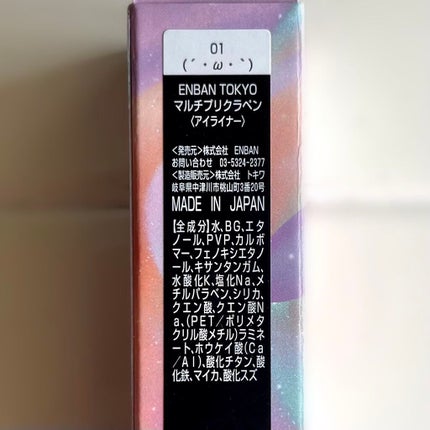 01
(´・ω・`)
ENBAN TOKYO
マルチプリクラペン
〈アイライナー〉
<発売元>株式会社 ENBAN
お問い合わせ 03-5324-2377
<製造販売元>株式会社 トキワ
岐阜県中津川市桃山町3番20号
MADE IN JAPAN
【全成分】水、BG、エタ
ノール、PVP、カルボ
マー、フェノキシエタノ
ール、キサンタンガム、
水酸化K、塩化Na、メ
チルパラベン、シリカ、
クエン酸、クエン酸N
a、(PET/ポリメタ
クリル酸メチル)ラミネ
ート、ホウケイ酸(Ca
/Al)、酸化チタン、酸
化鉄、マイカ、酸化スズ